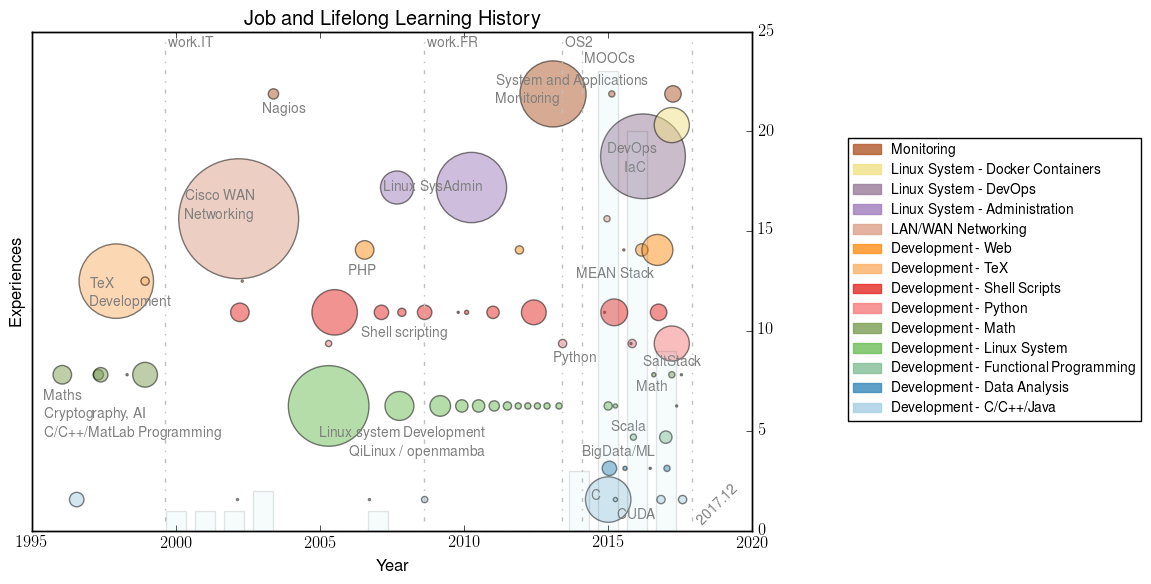 Job and Lifelong Learning History
work.IT
work.FR
OS2
MOOCs
System and Applications
Monitoring
Nagios
DevOps
IaC
Linux SysAdmin
Cisco WAN
Networking
PHP
MEAN Stack
TeX
Development
Shell scripting
Python
SaltStack
Math
Maths
Cryptography, AI
C/C++/MatLab Programming
Linux system Development
QiLinux / openmamba
Scala
BigData/ML
C
CUDA
2017.12
Experiences
25
20
15
10
5
0
1995
2000
2005
2010
2015
2020
Year
Monitoring
Linux System - Docker Containers
Linux System - DevOps
Linux System - Administration
LAN/WAN Networking
Development - Web
Development - TeX
Development - Shell Scripts
Development - Python
Development - Math
Development - Linux System
Development - Functional Programming
Development - Data Analysis
Development - C/C++/Java